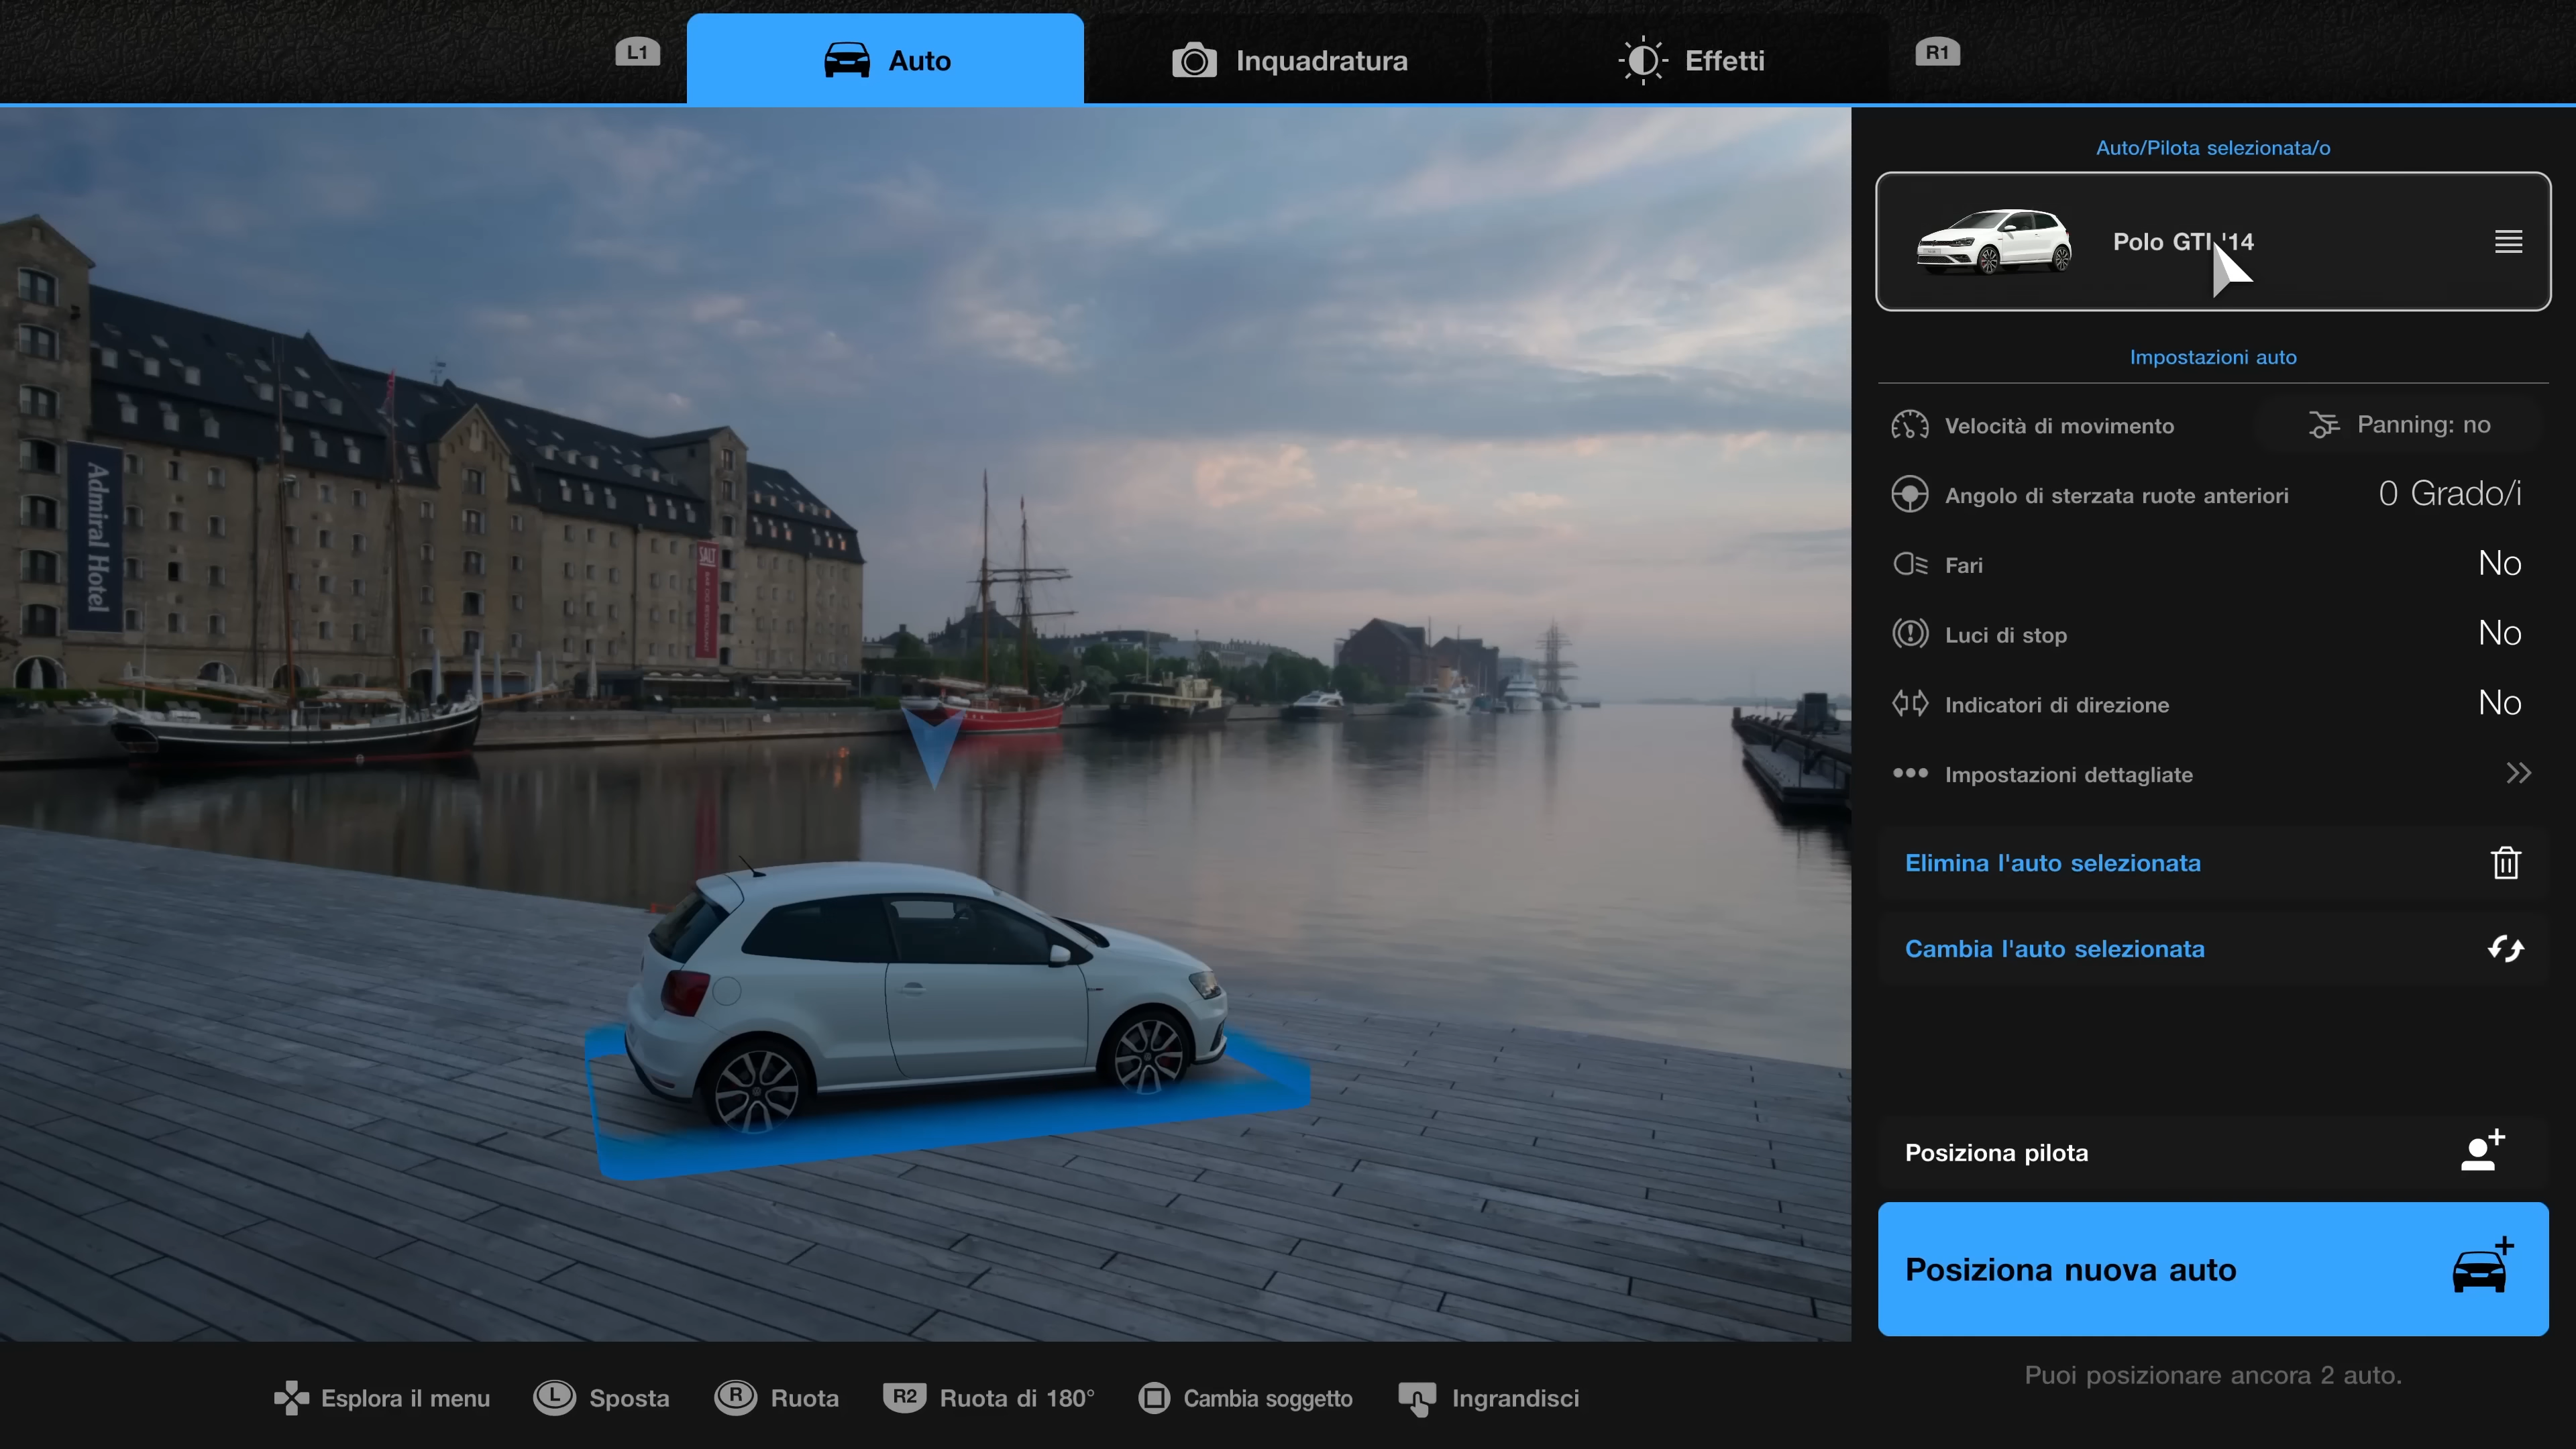 L1
Auto
Inquadratura
Effetti
R1
Auto/Pilota selezionata/o
Polo GTI '14
Impostazioni auto
Velocità di movimento
Panning: no
Angolo di sterzata ruote anteriori
0 Grado/i
Fari
No
Luci di stop
No
Indicatori di direzione
No
Impostazioni dettagliate
Elimina l'auto selezionata
Cambia l'auto selezionata
Posiziona pilota
Posiziona nuova auto
Puoi posizionare ancora 2 auto.
Admiral Hotel
SALT
L
R
R2
Esplora il menu
Sposta
Ruota
Ruota di 180°
Cambia soggetto
Ingrandisci